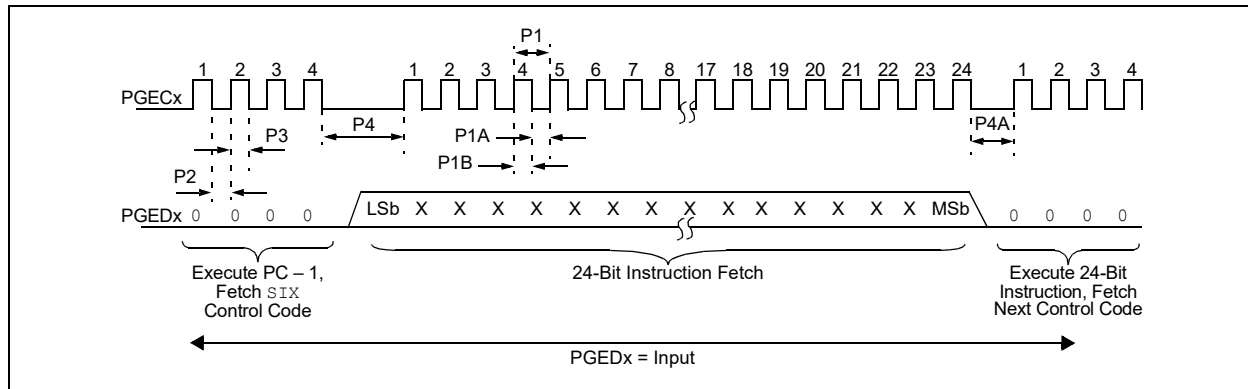 P1
1 2 3 4 1 2 3 4 5 6 7 8 17 18 19 20 21 22 23 24 1 2 3 4
PGECx
P3 P4 P1A P4A
P1B
P2
PGEDx 0 0 0 0 LSb X X X X X X X X X X X X X X MSb 0 0 0 0
Execute PC – 1,
Fetch SIX
Control Code
24-Bit Instruction Fetch
Execute 24-Bit
Instruction, Fetch
Next Control Code
PGEDx = Input